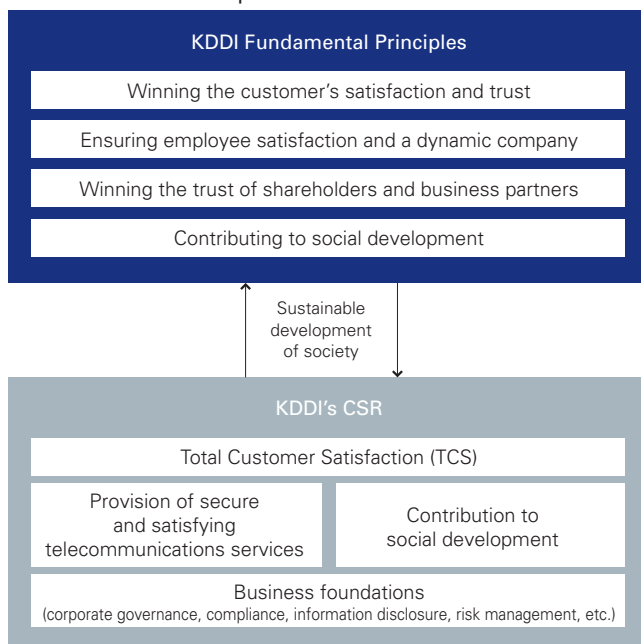 KDDI Fundamental Principles
Winning the customer's satisfaction and trust
Ensuring employee satisfaction and a dynamic company
Winning the trust of shareholders and business partners
Contributing to social development
Sustainable
development
of society
KDDI's CSR
Total Customer Satisfaction (TCS)
Provision of secure
and satisfying
telecommunications services
Contribution to
social development
Business foundations
(corporate governance, compliance, information disclosure, risk management, etc.)